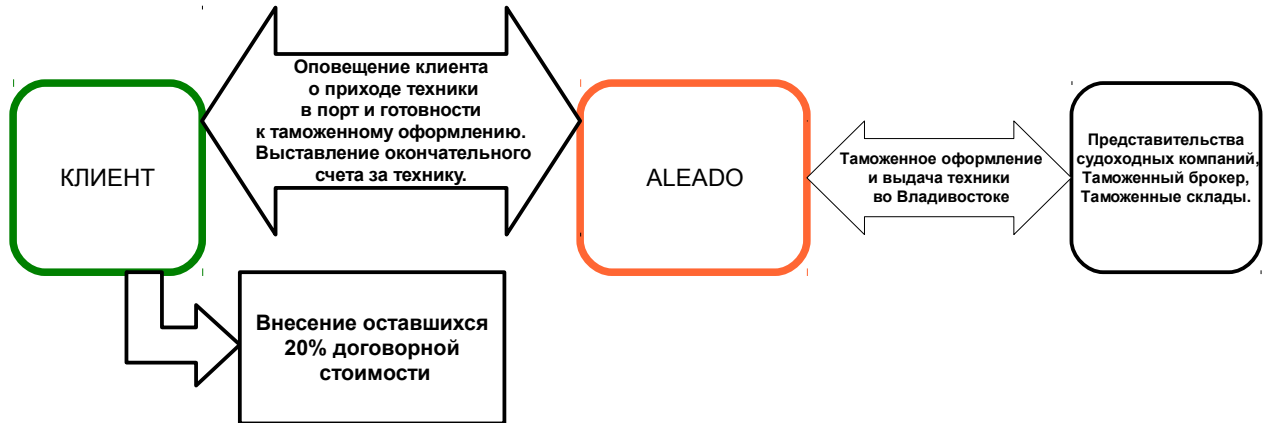 КЛИЕНТ
Оповещение клиента
о приходе техники
в порт и готовности
к таможенному оформлению.
Выставление окончательного
счета за технику.
ALEADO
Таможенное оформление
и выдача техники
во Владивостоке
Представительства
судоходных компаний,
Таможенный брокер,
Таможенные склады.
Внесение оставшихся
20% договорной
стоимости